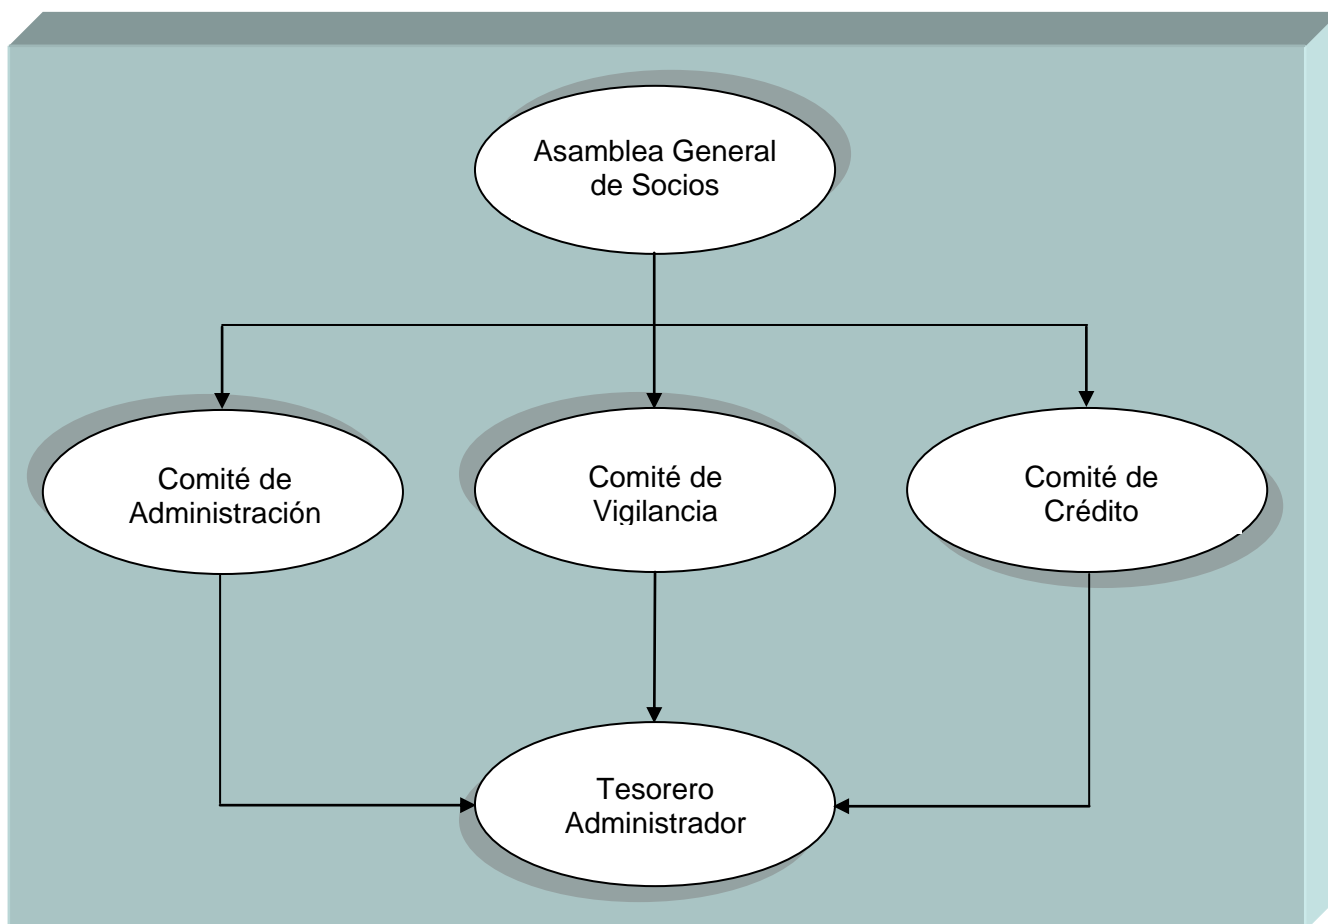 Asamblea General
de Socios
Comité de
Administración
Comité de
Vigilancia
Comité de
Crédito
Tesorero
Administrador